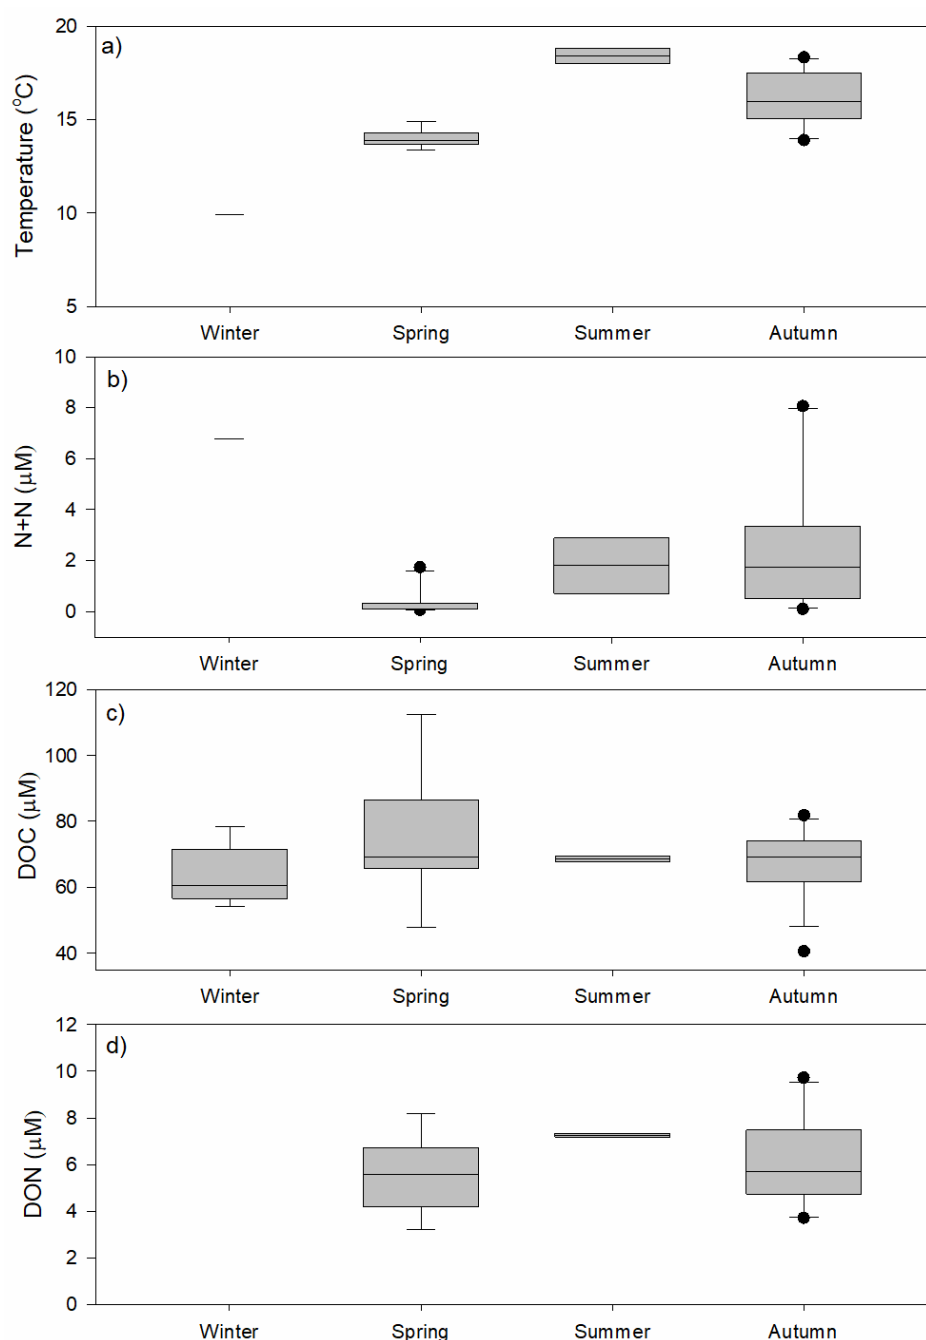 a)
Temperature (°C)
20
15
10
5
Winter Spring Summer Autumn
b)
N+N (μM)
10
8
6
4
2
0
Winter Spring Summer Autumn
c)
DOC (μM)
120
100
80
60
40
Winter Spring Summer Autumn
d)
DON (μM)
12
10
8
6
4
2
0
Winter Spring Summer Autumn